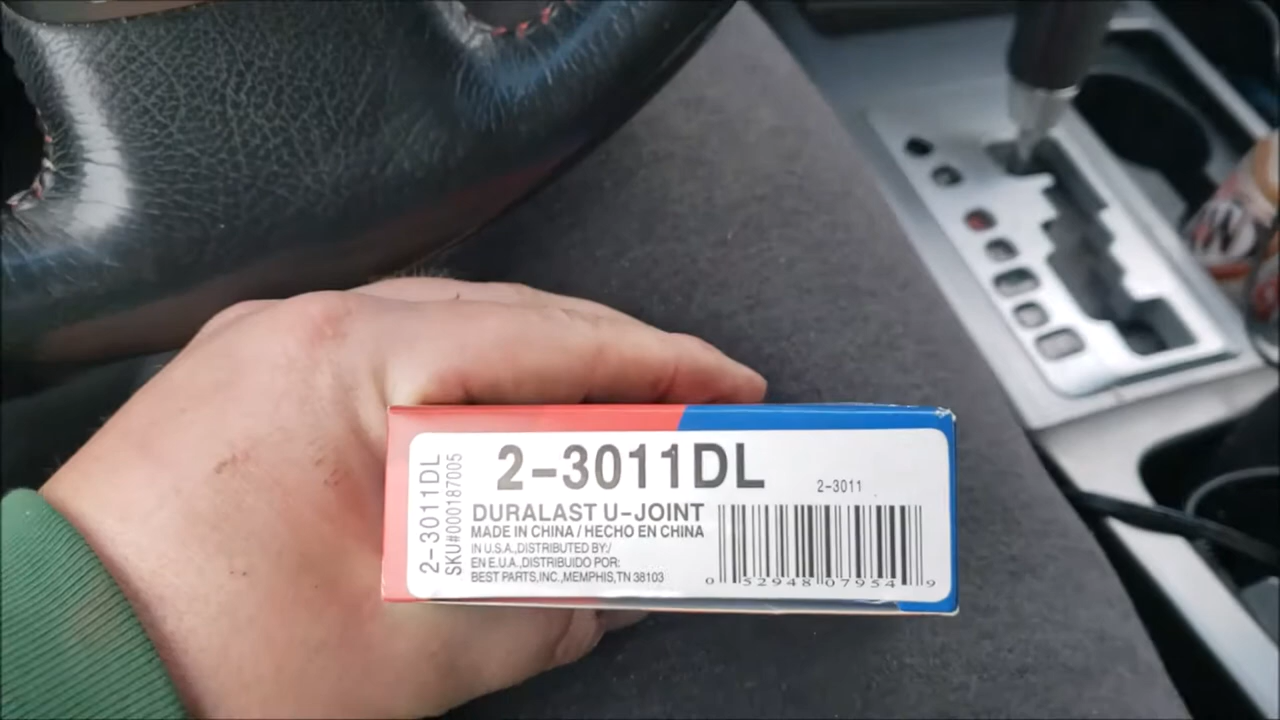 2-3011DL
SKU#000187005
2-3011DL
2-3011
DURALAST U-JOINT
MADE IN CHINA / HECHO EN CHINA
IN U.S.A.,DISTRIBUTED BY:/
EN E.U.A.,DISTRIBUIDO POR:
BEST PARTS,INC.,MEMPHIS,TN 38103
0 52948 07954 9